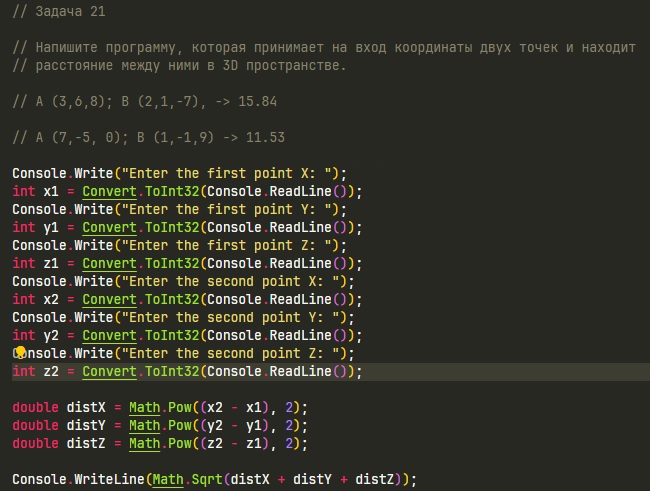 // Задача 21
// Напишите программу, которая принимает на вход координаты двух точек и находит
// расстояние между ними в 3D пространстве.
// A (3,6,8); B (2,1,-7), -> 15.84
// A (7,-5, 0); B (1,-1,9) -> 11.53
Console.Write("Enter the first point X: ");
int x1 = Convert.ToInt32(Console.ReadLine());
Console.Write("Enter the first point Y: ");
int y1 = Convert.ToInt32(Console.ReadLine());
Console.Write("Enter the first point Z: ");
int z1 = Convert.ToInt32(Console.ReadLine());
Console.Write("Enter the second point X: ");
int x2 = Convert.ToInt32(Console.ReadLine());
Console.Write("Enter the second point Y: ");
int y2 = Convert.ToInt32(Console.ReadLine());
Console.Write("Enter the second point Z: ");
int z2 = Convert.ToInt32(Console.ReadLine());
double distX = Math.Pow((x2 - x1), 2);
double distY = Math.Pow((y2 - y1), 2);
double distZ = Math.Pow((z2 - z1), 2);
Console.WriteLine(Math.Sqrt(distX + distY + distZ));